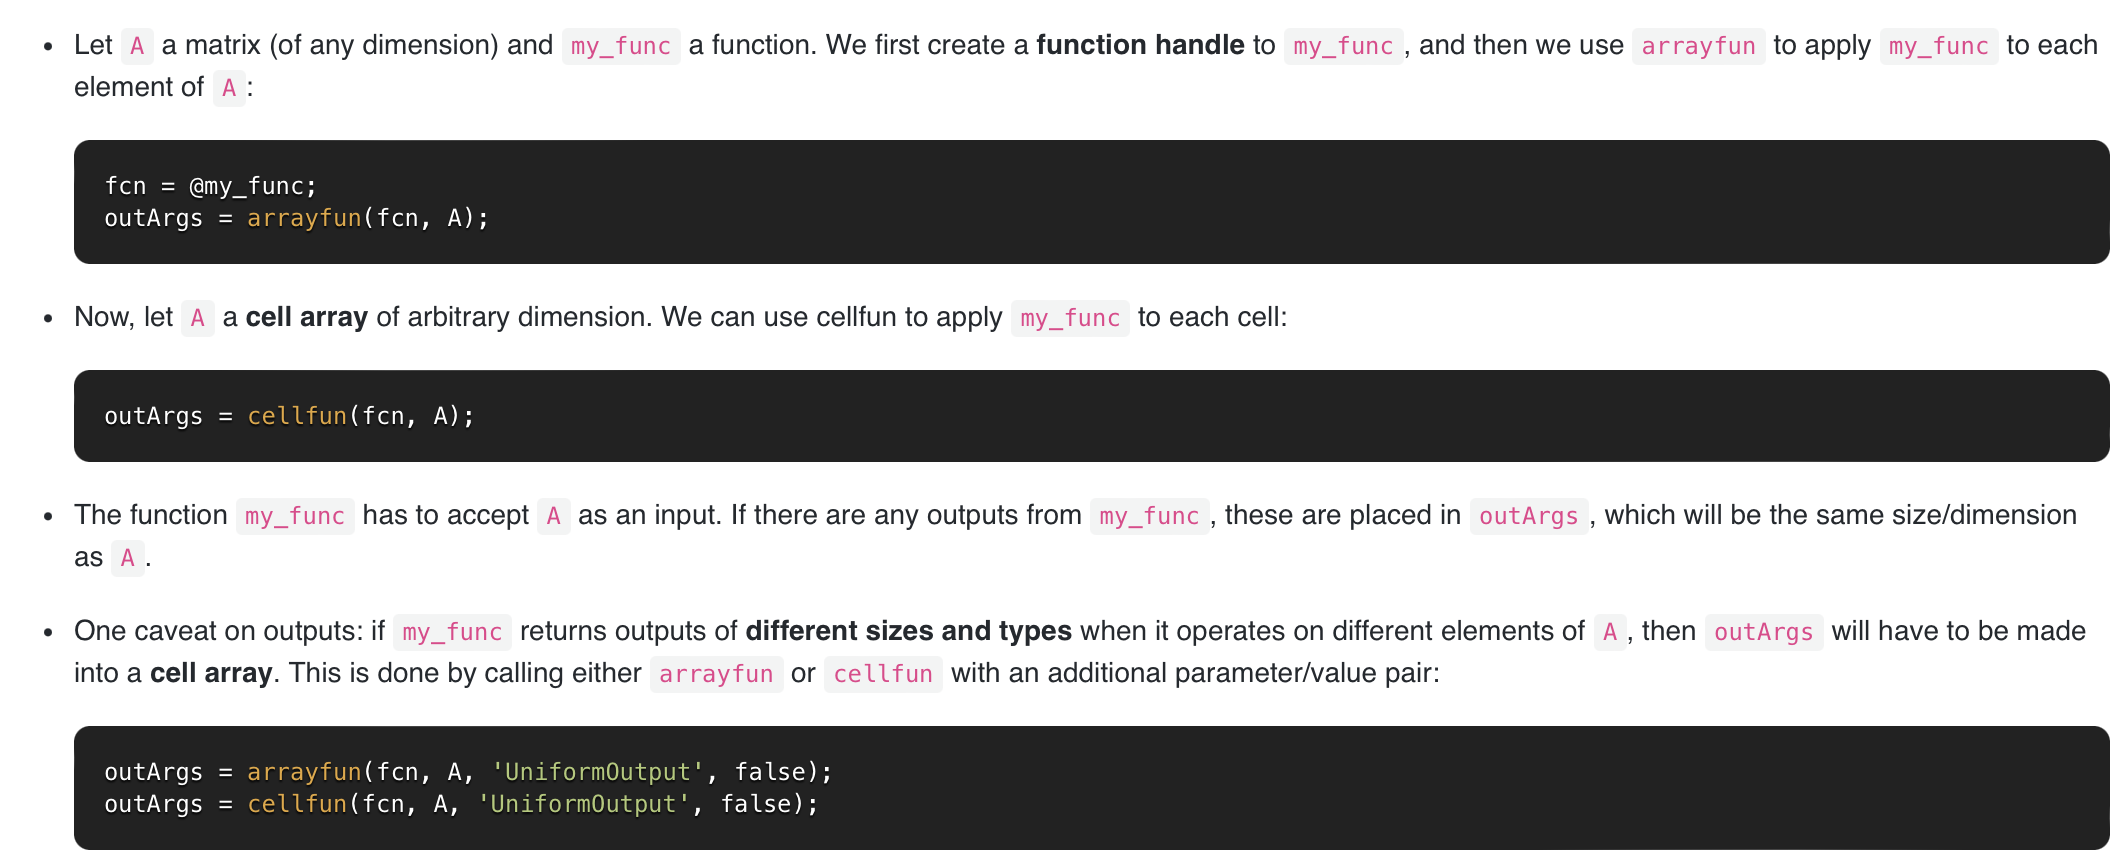 • Let A a matrix (of any dimension) and my_func a function. We first create a function handle to my_func , and then we use arrayfun to apply my_func to each
element of A :
fcn = @my_func;
outArgs = arrayfun(fcn, A);
• Now, let A a cell array of arbitrary dimension. We can use cellfun to apply my_func to each cell:
outArgs = cellfun(fcn, A);
• The function my_func has to accept A as an input. If there are any outputs from my_func , these are placed in outArgs , which will be the same size/dimension
as A .
• One caveat on outputs: if my_func returns outputs of different sizes and types when it operates on different elements of A , then outArgs will have to be made
into a cell array. This is done by calling either arrayfun or cellfun with an additional parameter/value pair:
outArgs = arrayfun(fcn, A, 'UniformOutput', false);
outArgs = cellfun(fcn, A, 'UniformOutput', false);